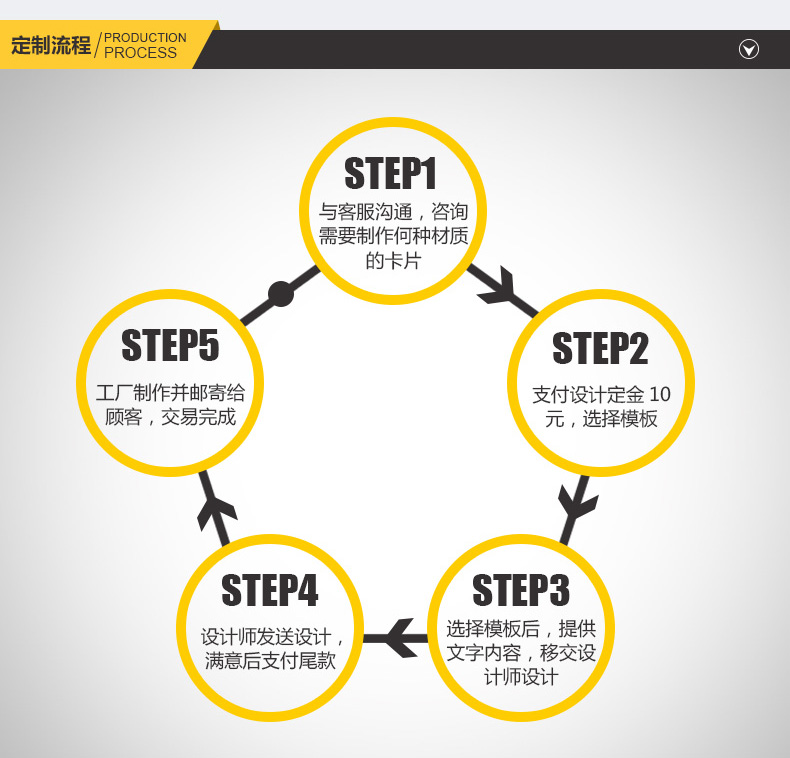 定制流程
PRODUCTION
PROCESS
STEP1
与客服沟通，咨询
需要制作何种材质
的卡片
STEP2
支付设计定金 10
元，选择模板
STEP3
选择模板后，提供
文字内容，移交设
计师设计
STEP4
设计师发送设计，
满意后支付尾款
STEP5
工厂制作并邮寄给
顾客，交易完成